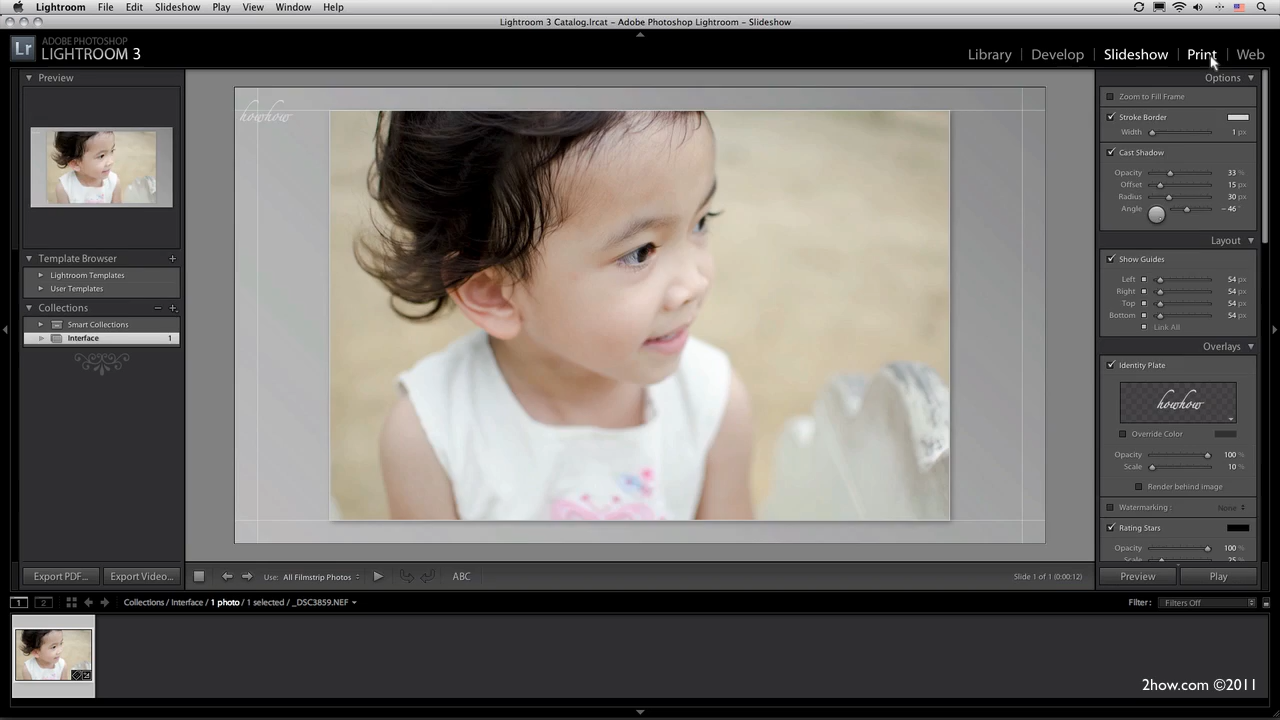 Lightroom File Edit Slideshow Play View Window Help
Lightroom 3 Catalog.lrcat – Adobe Photoshop Lightroom – Slideshow
Lr ADOBE PHOTOSHOP
LIGHTROOM 3
Library | Develop | Slideshow | Print | Web
Preview
Template Browser
Lightroom Templates
User Templates
Collections
Smart Collections
Interface 1
Export PDF... Export Video...
howhow
Use: All Filmstrip Photos
ABC
Slide 1 of 1 (0:00:12)
Options
Zoom to Fill Frame
Stroke Border
Width 1 px
Cast Shadow
Opacity 33 %
Offset 15 px
Radius 30 px
Angle – 46 °
Layout
Show Guides
Left 54 px
Right 54 px
Top 54 px
Bottom 54 px
Link All
Overlays
Identity Plate
howhow
Override Color
Opacity 100 %
Scale 10 %
Render behind image
Watermarking : None
Rating Stars
Opacity 100 %
Scale 25 %
Preview Play
1 2 Collections / Interface / 1 photo / 1 selected / _DSC3859.NEF
Filter: Filters Off
2how.com ©2011